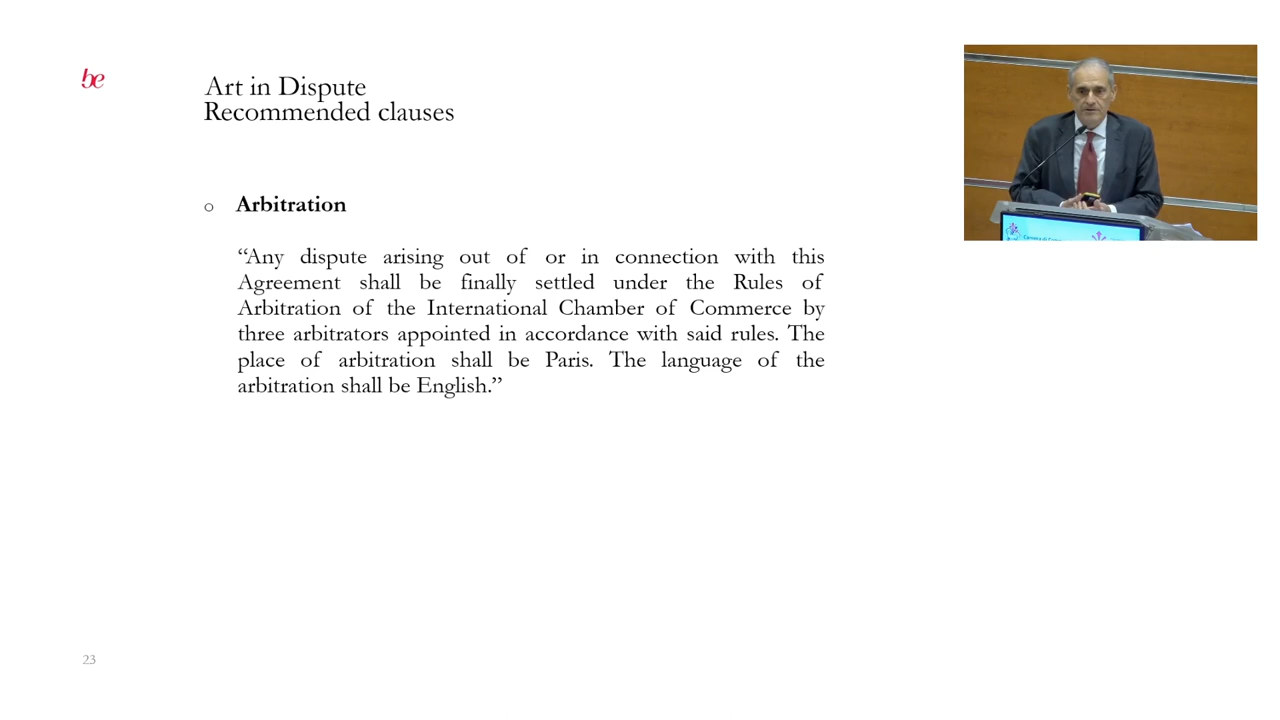 be
Art in Dispute
Recommended clauses
o Arbitration
“Any dispute arising out of or in connection with this
Agreement shall be finally settled under the Rules of
Arbitration of the International Chamber of Commerce by
three arbitrators appointed in accordance with said rules. The
place of arbitration shall be Paris. The language of the
arbitration shall be English.”
23